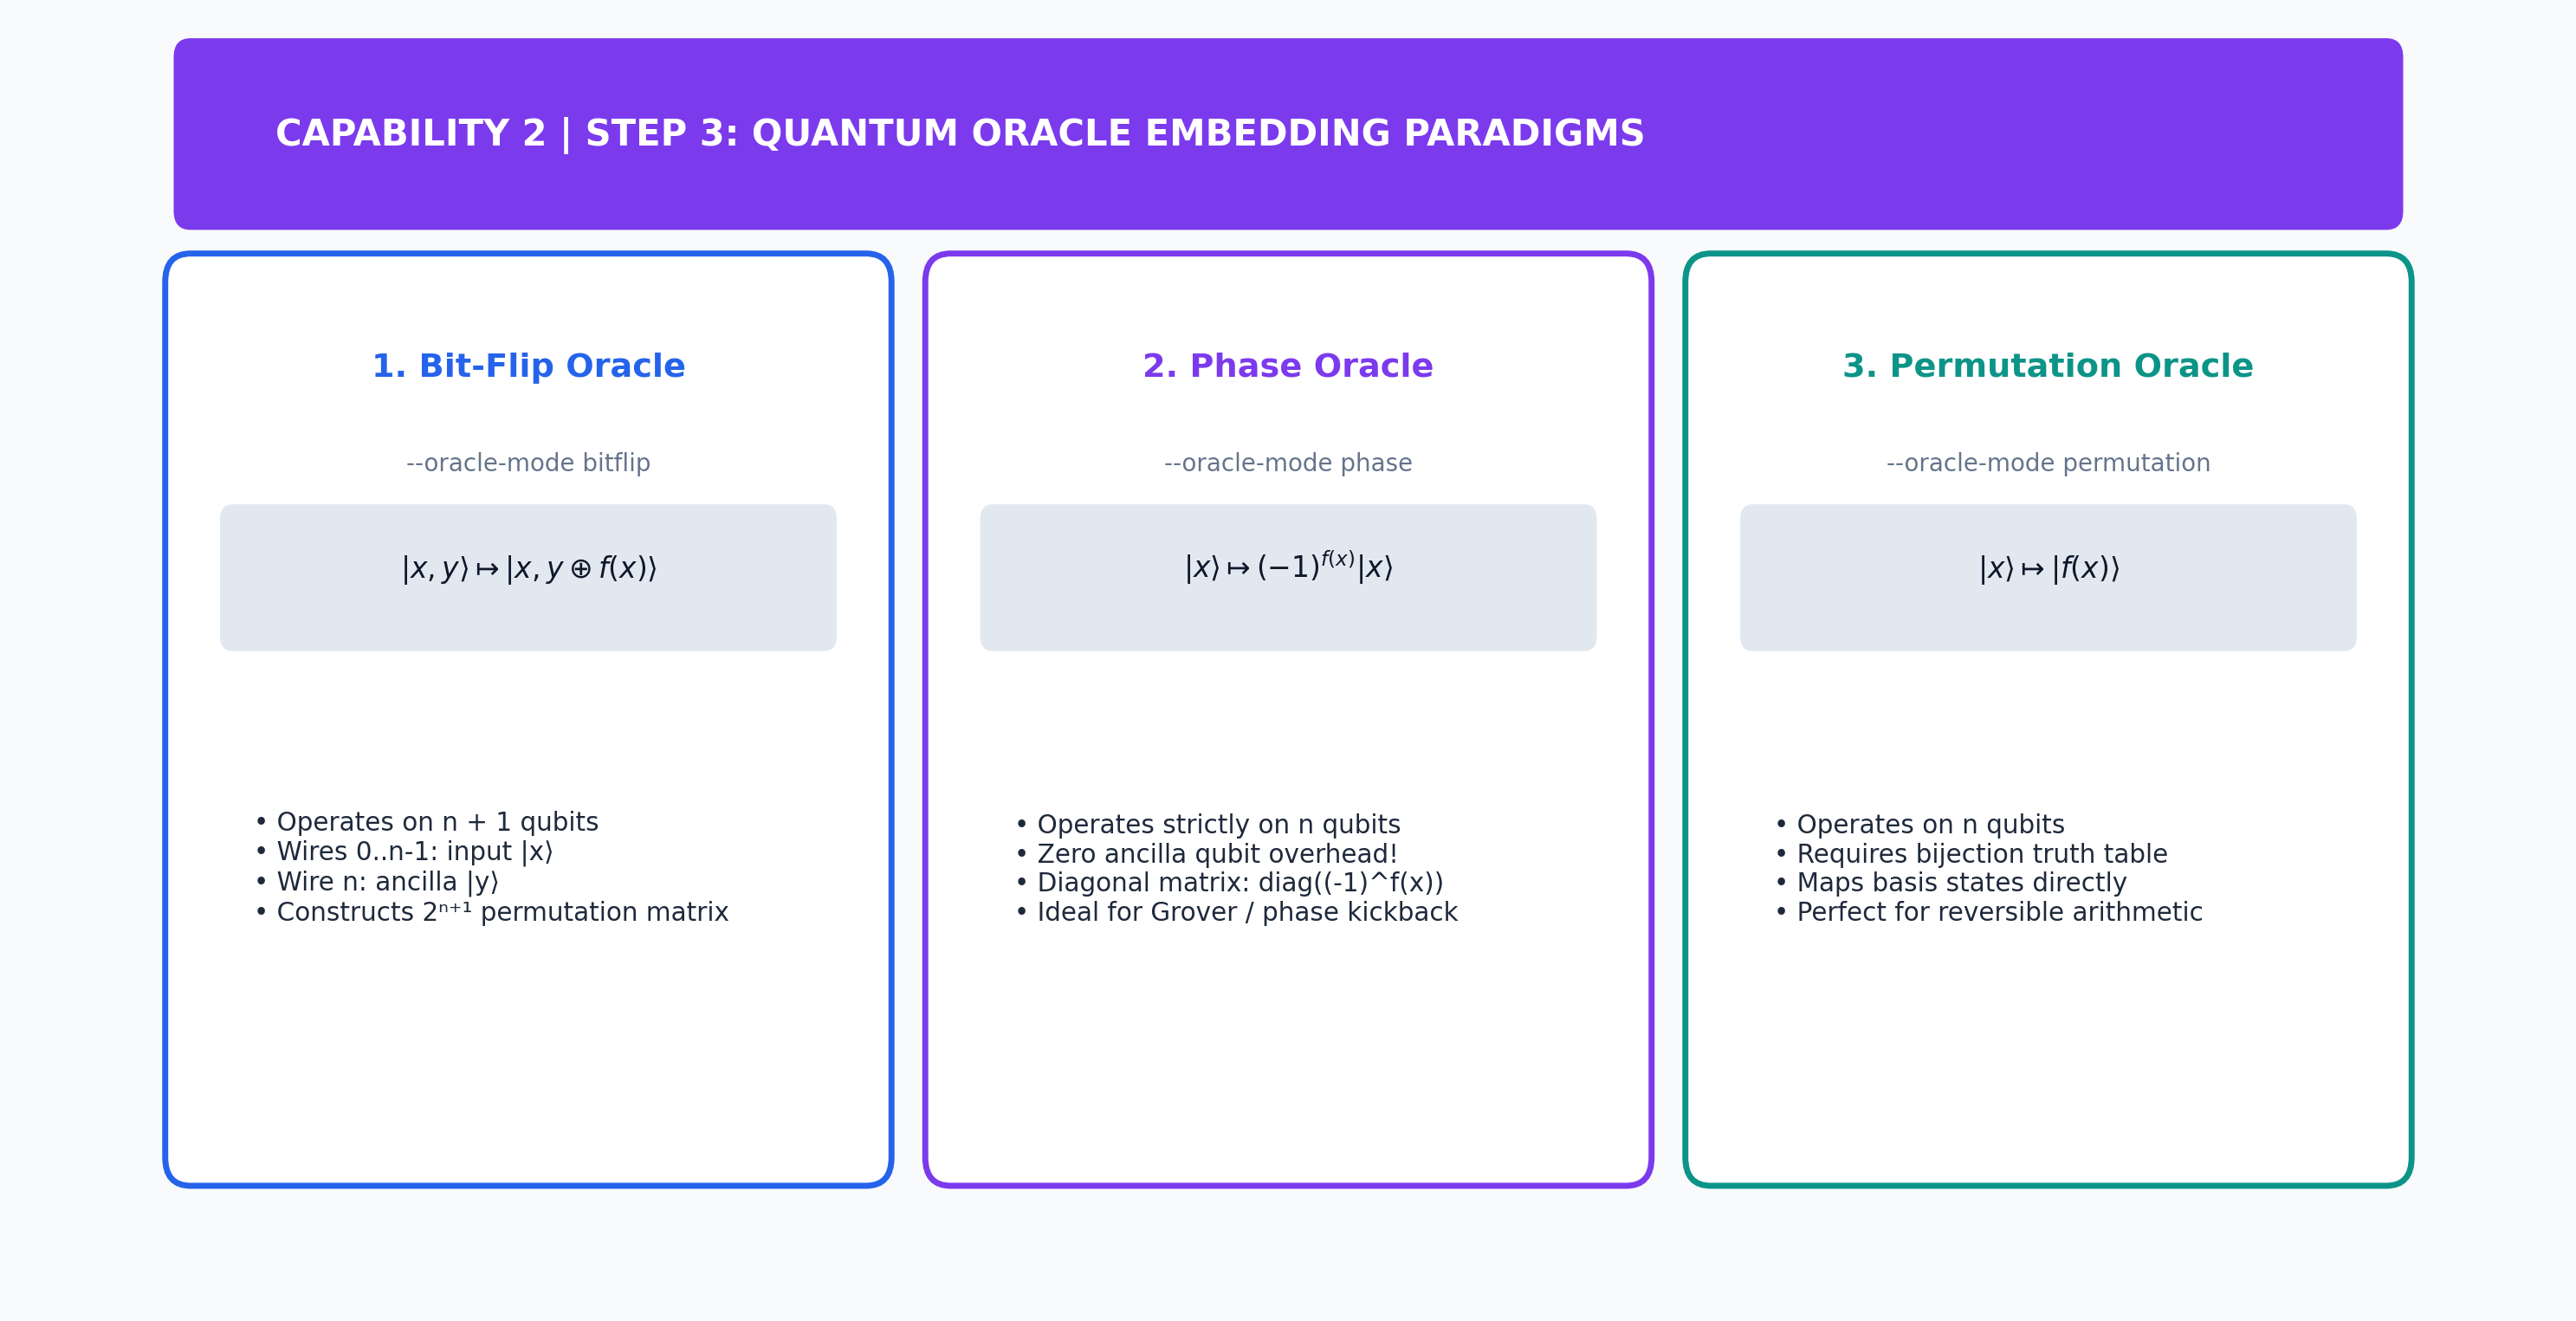 CAPABILITY 2 | STEP 3: QUANTUM ORACLE EMBEDDING PARADIGMS
1. Bit-Flip Oracle
--oracle-mode bitflip
|x, y⟩ ↦ |x, y ⊕ f(x)⟩
• Operates on n + 1 qubits
• Wires 0..n-1: input |x⟩
• Wire n: ancilla |y⟩
• Constructs 2ⁿ⁺¹ permutation matrix
2. Phase Oracle
--oracle-mode phase
|x⟩ ↦ (−1)^{f(x)}|x⟩
• Operates strictly on n qubits
• Zero ancilla qubit overhead!
• Diagonal matrix: diag((-1)^f(x))
• Ideal for Grover / phase kickback
3. Permutation Oracle
--oracle-mode permutation
|x⟩ ↦ |f(x)⟩
• Operates on n qubits
• Requires bijection truth table
• Maps basis states directly
• Perfect for reversible arithmetic